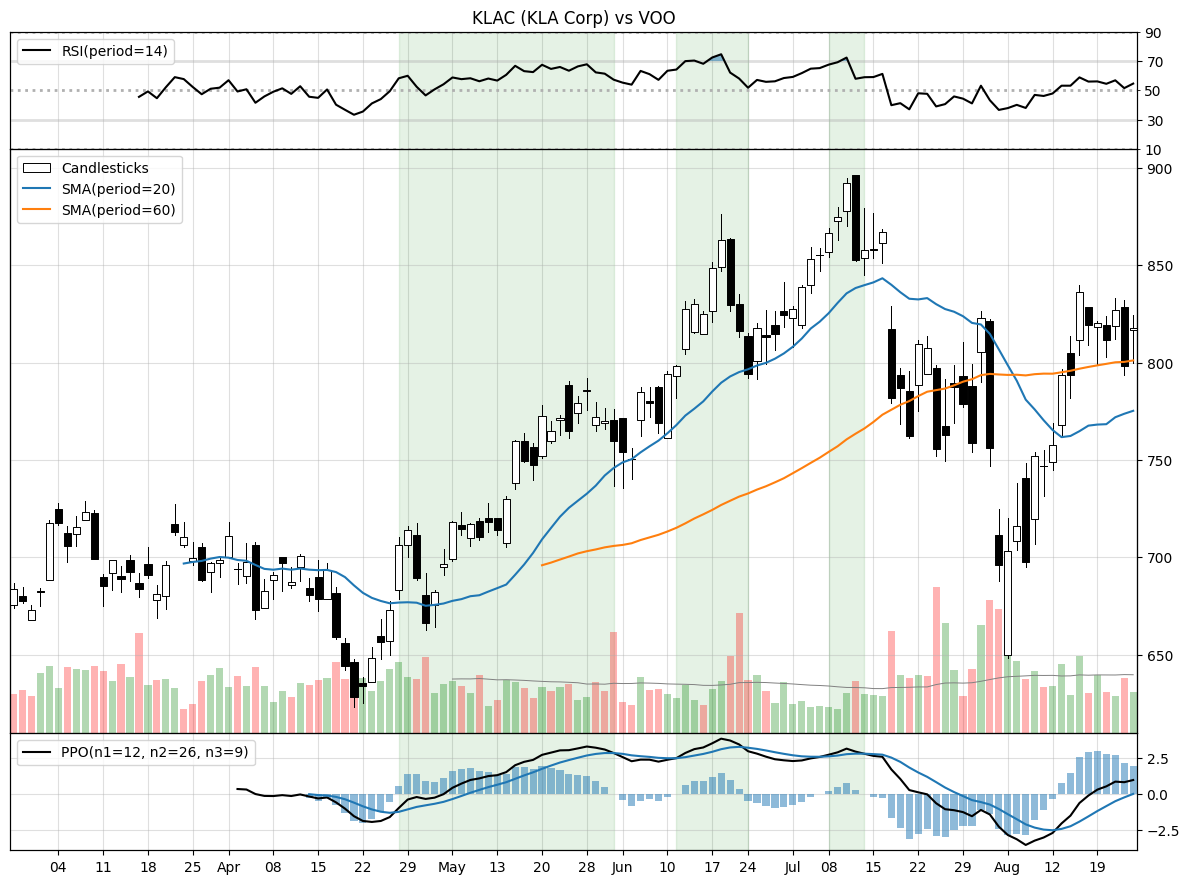 KLAC (KLA Corp) vs VOO
RSI(period=14)
90
70
50
30
10
Candlesticks
SMA(period=20)
SMA(period=60)
900
850
800
750
700
650
PPO(n1=12, n2=26, n3=9)
2.5
0.0
−2.5
04 11 18 25 Apr 08 15 22 29 May 13 20 28 Jun 10 17 24 Jul 08 15 22 29 Aug 12 19